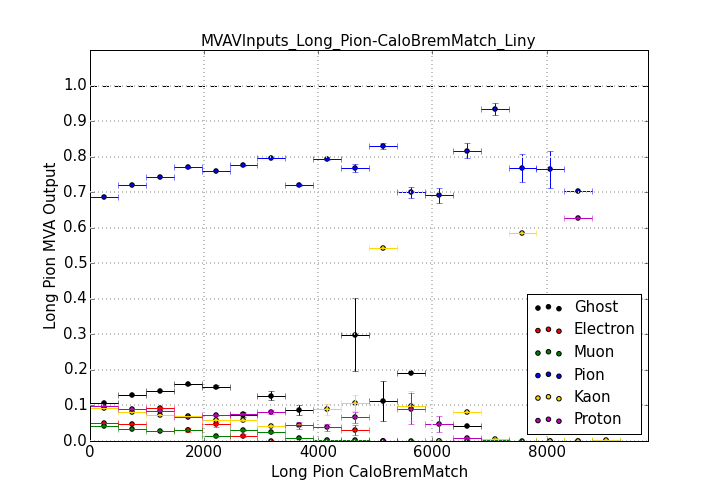 MVAVInputs_Long_Pion-CaloBremMatch_Liny
1.0
0.9
0.8
0.7
0.6
0.5
0.4
0.3
0.2
0.1
0.0
Long Pion MVA Output
Ghost
Electron
Muon
Pion
Kaon
Proton
0 2000 4000 6000 8000
Long Pion CaloBremMatch